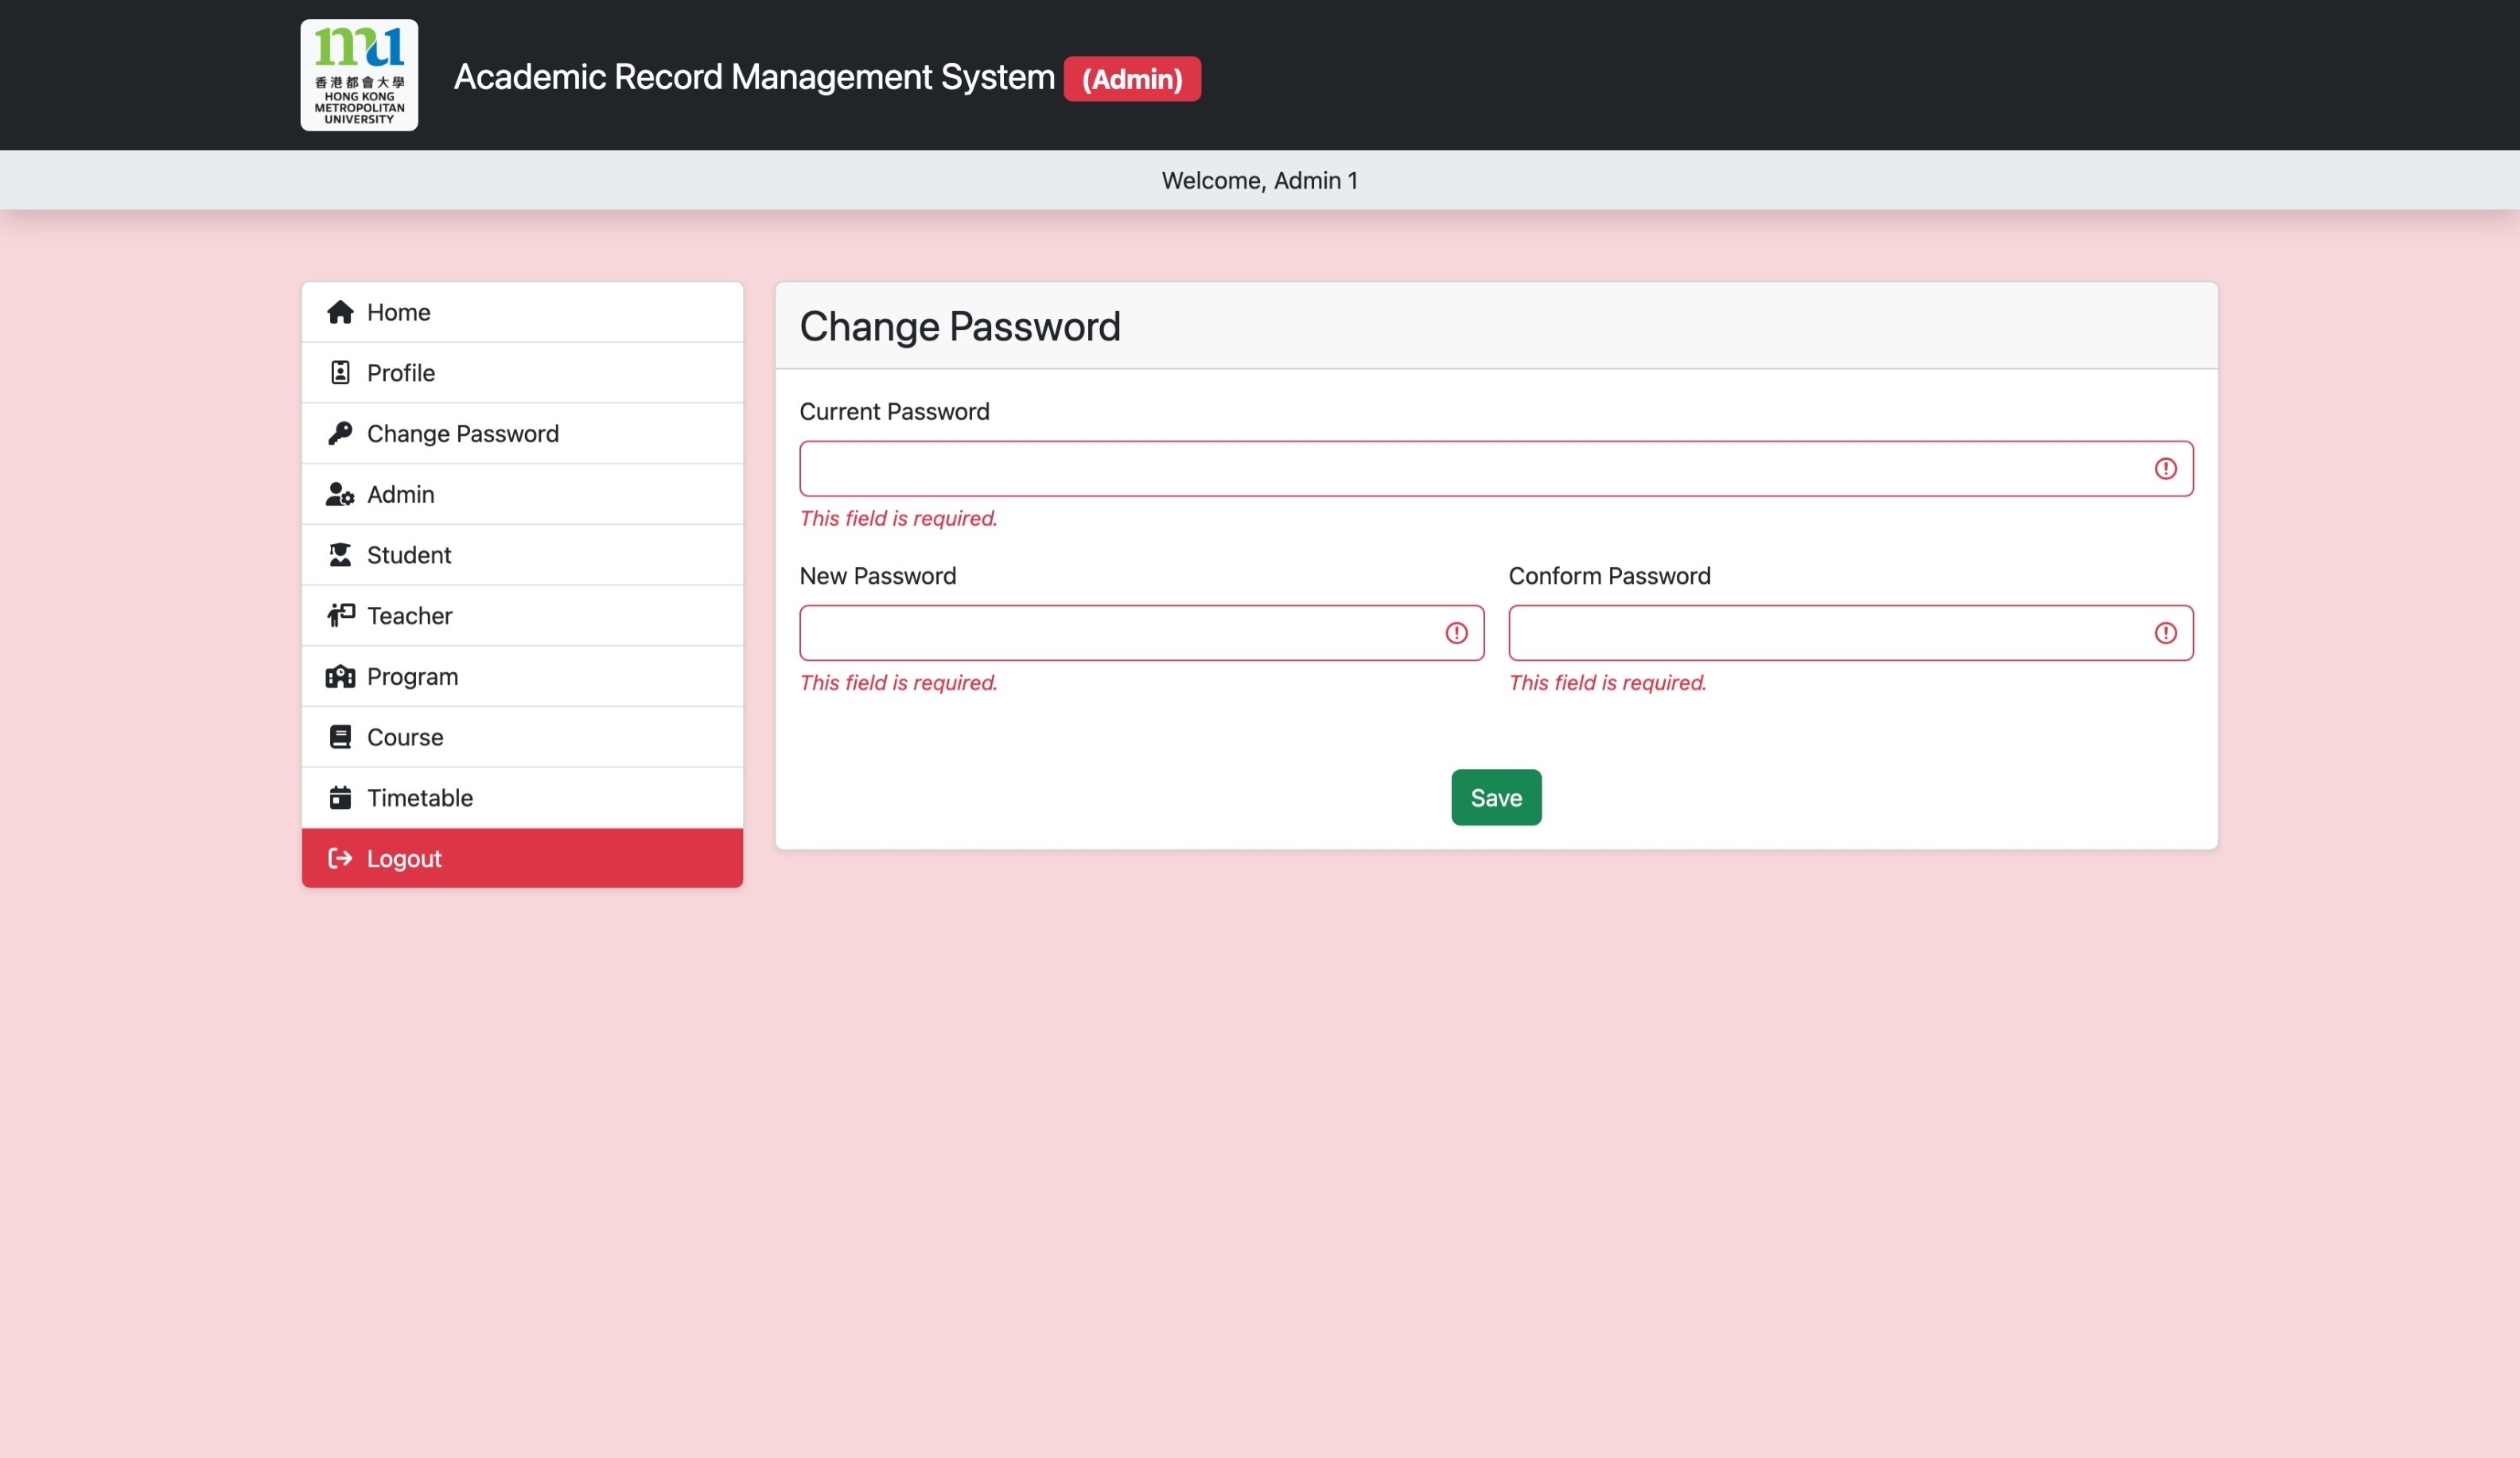 mu
香港都會大學
HONG KONG
METROPOLITAN
UNIVERSITY
Academic Record Management System (Admin)
Welcome, Admin 1
Home
Profile
Change Password
Admin
Student
Teacher
Program
Course
Timetable
Logout
Change Password
Current Password
This field is required.
New Password
This field is required.
Conform Password
This field is required.
Save